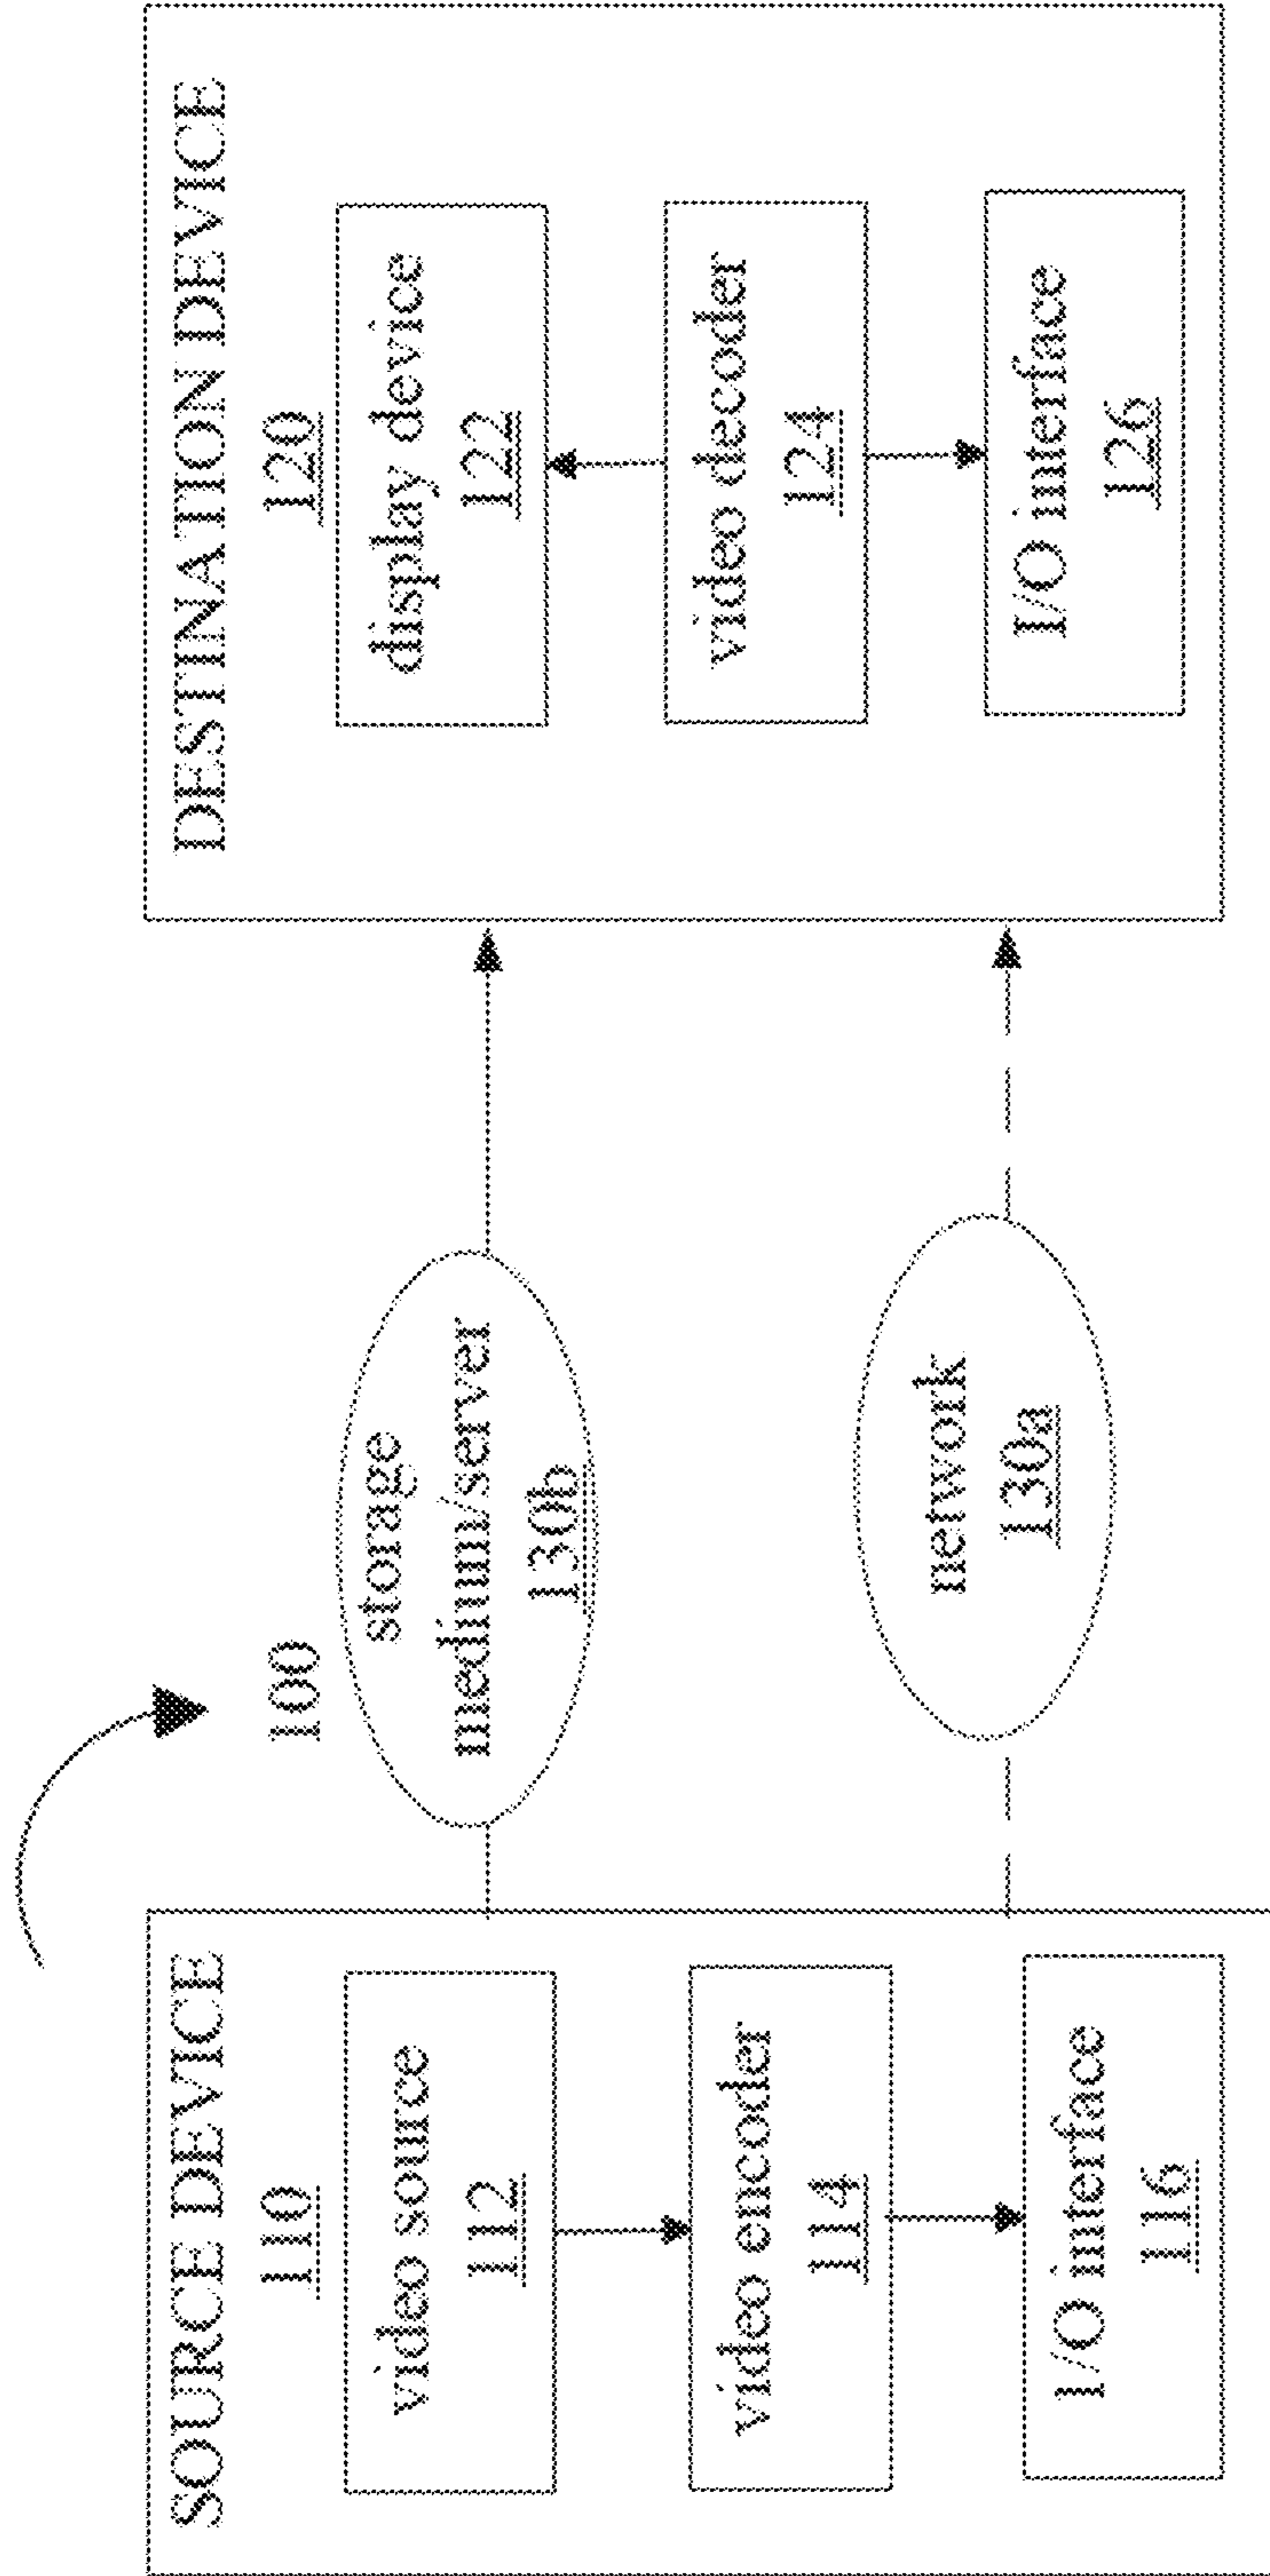 100
SOURCE DEVICE
110
video source
112
video encoder
114
I/O interface
116
storage
medium/server
130b
network
130a
DESTINATION DEVICE
120
display device
122
video decoder
124
I/O interface
126